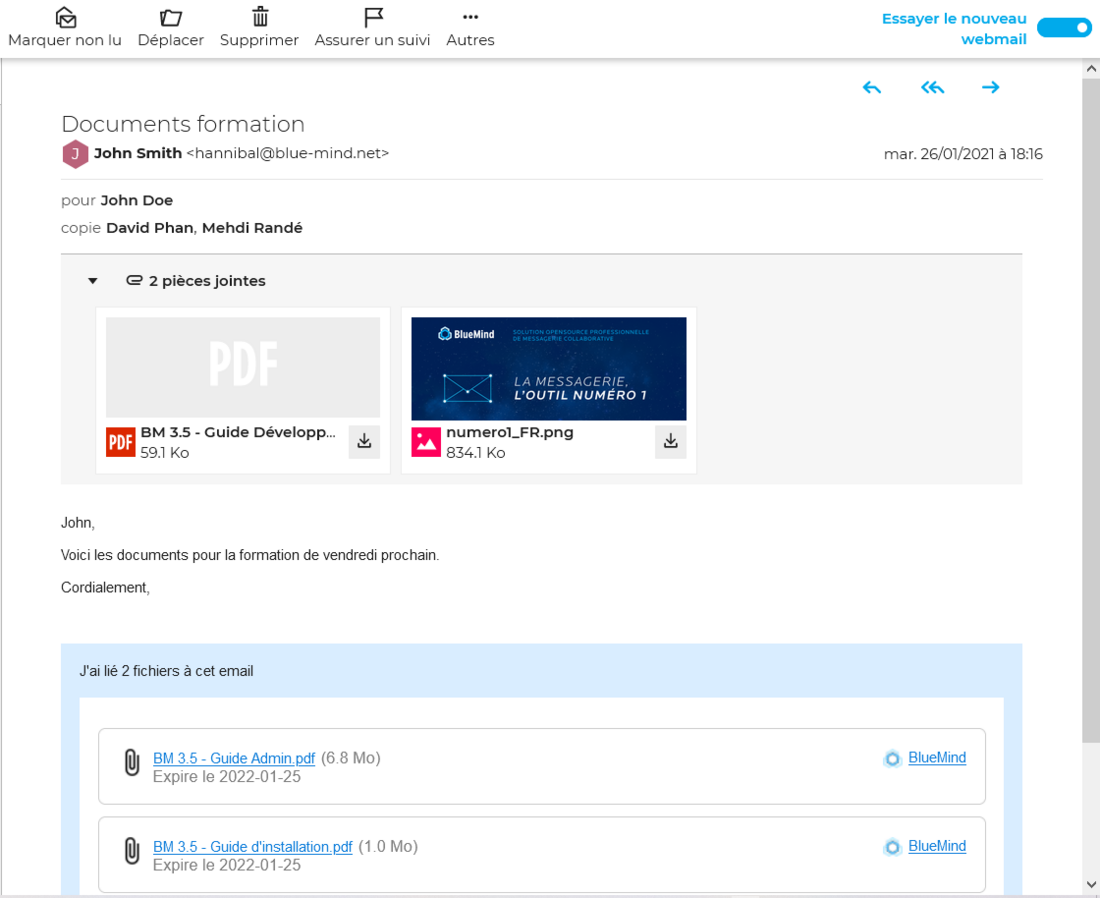 Marquer non lu Déplacer Supprimer Assurer un suivi Autres
Essayer le nouveau
webmail
Documents formation
J John Smith <hannibal@blue-mind.net> mar. 26/01/2021 à 18:16
pour John Doe
copie David Phan, Mehdi Randé
2 pièces jointes
PDF
PDF BM 3.5 - Guide Développ...
59.1 Ko
BlueMind SOLUTION OPENSOURCE PROFESSIONNELLE
DE MESSAGERIE COLLABORATIVE
LA MESSAGERIE,
L'OUTIL NUMÉRO 1
numero1_FR.png
834.1 Ko
John,
Voici les documents pour la formation de vendredi prochain.
Cordialement,
J'ai lié 2 fichiers à cet email
BM 3.5 - Guide Admin.pdf (6.8 Mo) BlueMind
Expire le 2022-01-25
BM 3.5 - Guide d'installation.pdf (1.0 Mo) BlueMind
Expire le 2022-01-25